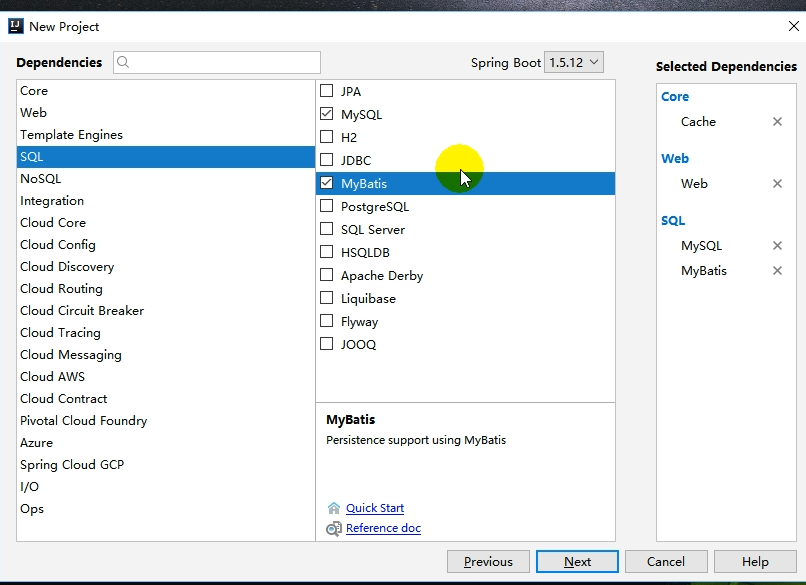 New Project
Dependencies
Spring Boot 1.5.12
Selected Dependencies
Core
Web
Template Engines
SQL
NoSQL
Integration
Cloud Core
Cloud Config
Cloud Discovery
Cloud Routing
Cloud Circuit Breaker
Cloud Tracing
Cloud Messaging
Cloud AWS
Cloud Contract
Pivotal Cloud Foundry
Azure
Spring Cloud GCP
I/O
Ops
JPA
MySQL
H2
JDBC
MyBatis
PostgreSQL
SQL Server
HSQLDB
Apache Derby
Liquibase
Flyway
JOOQ
MyBatis
Persistence support using MyBatis
Quick Start
Reference doc
Core
Cache
Web
Web
SQL
MySQL
MyBatis
Previous
Next
Cancel
Help